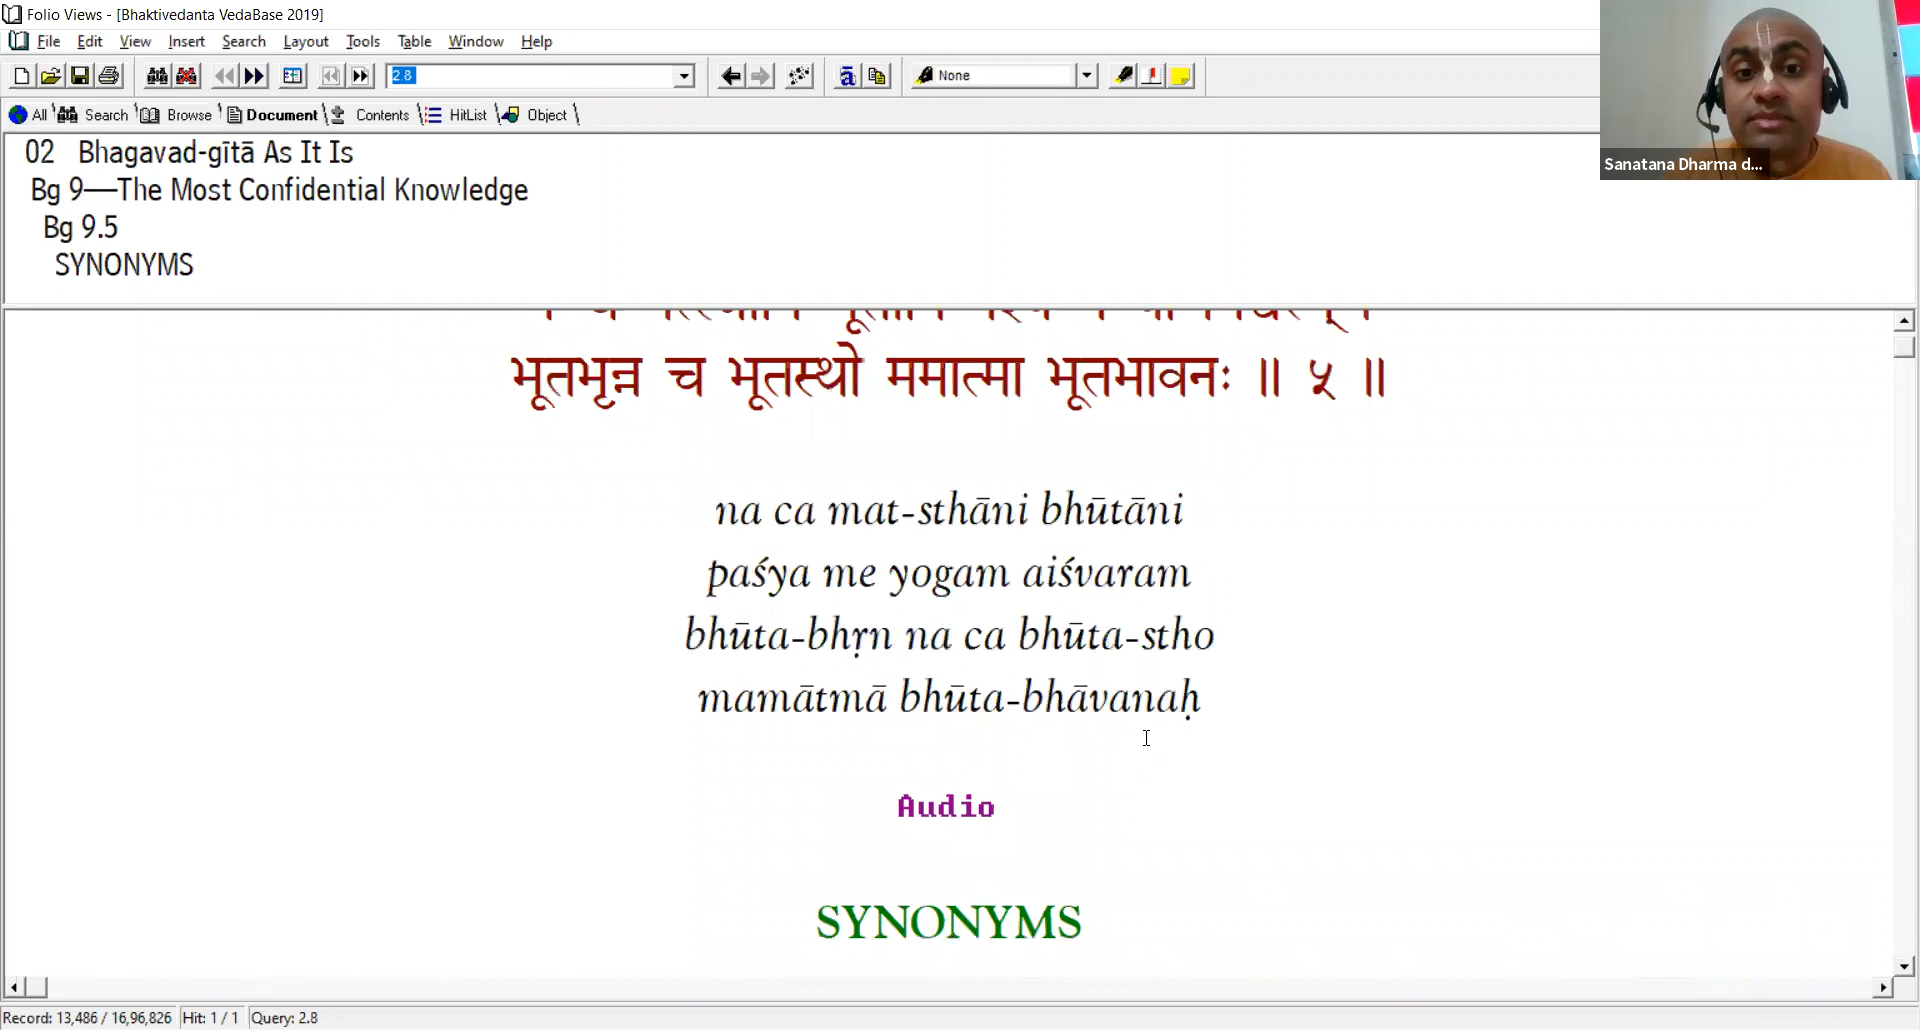 Folio Views - [Bhaktivedanta VedaBase 2019]
File Edit View Insert Search Layout Tools Table Window Help
2.8
None
All Search Browse Document Contents HitList Object
Sanatana Dharma d...
02 Bhagavad-gītā As It Is
Bg 9—The Most Confidential Knowledge
Bg 9.5
SYNONYMS
भूतभृन्न च भूतस्थो ममात्मा भूतभावनः ॥ ५ ॥
na ca mat-sthāni bhūtāni
paśya me yogam aiśvaram
bhūta-bhṛn na ca bhūta-stho
mamātmā bhūta-bhāvanaḥ
Audio
SYNONYMS
Record: 13,486 / 16,96,826 Hit: 1 / 1 Query: 2.8